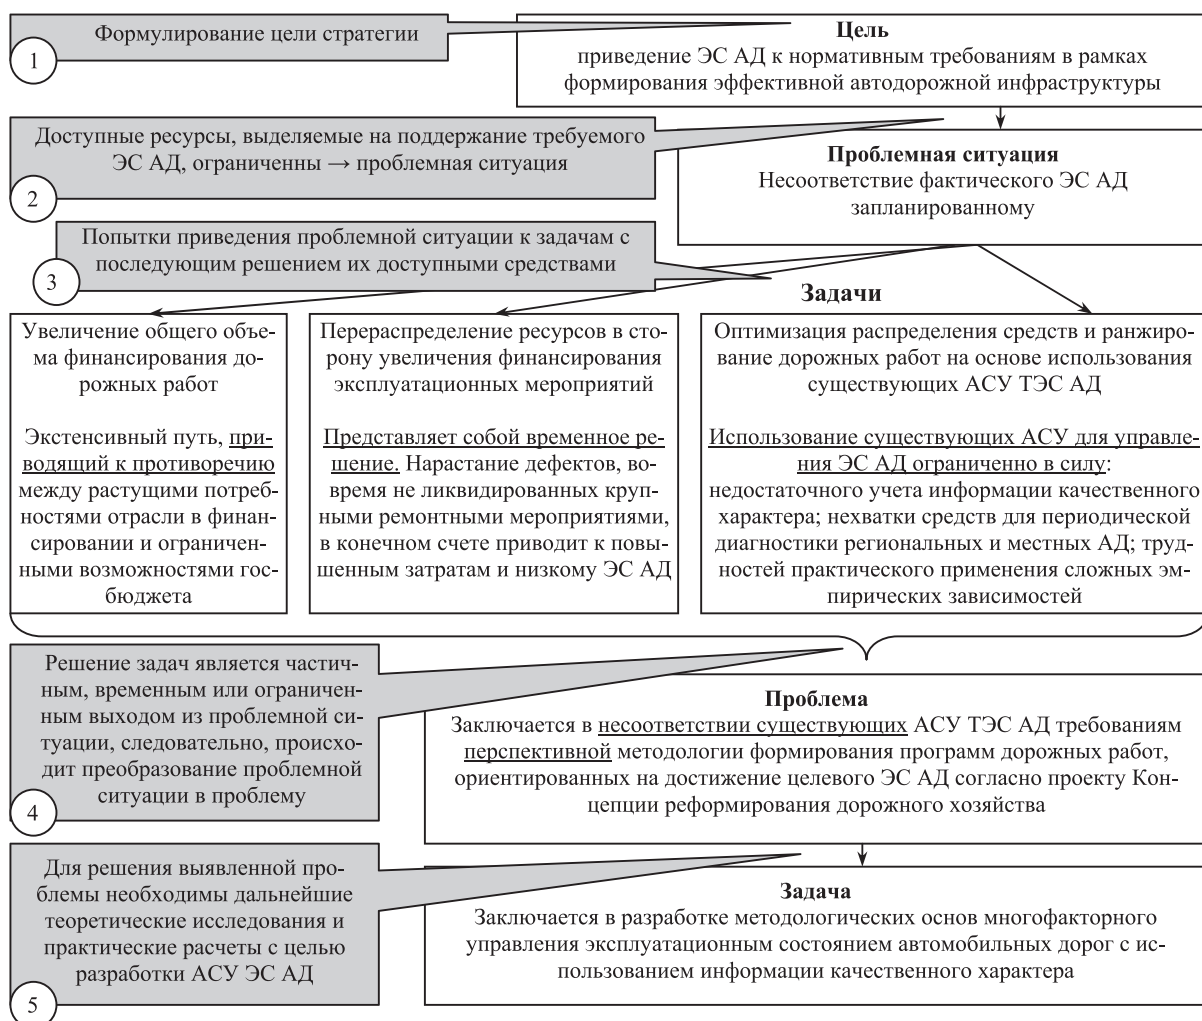 Формулирование цели стратегии
1
Цель
приведение ЭС АД к нормативным требованиям в рамках
формирования эффективной автодорожной инфраструктуры
Доступные ресурсы, выделяемые на поддержание требуемого
ЭС АД, ограниченны → проблемная ситуация
2
Проблемная ситуация
Несоответствие фактического ЭС АД
запланированному
Попытки приведения проблемной ситуации к задачам с
последующим решением их доступными средствами
3
Задачи
Увеличение общего объе-
ма финансирования до-
рожных работ
Экстенсивный путь, при-
водящий к противоречию
между растущими потреб-
ностями отрасли в финан-
сировании и ограничен-
ными возможностями гос-
бюджета
Перераспределение ресурсов в сто-
рону увеличения финансирования
эксплуатационных мероприятий
Представляет собой временное ре-
шение. Нарастание дефектов, во-
время не ликвидированных круп-
ными ремонтными мероприятиями,
в конечном счете приводит к повы-
шенным затратам и низкому ЭС АД
Оптимизация распределения средств и ранжиро-
рование дорожных работ на основе использования
существующих АСУ ТЭС АД
Использование существующих АСУ для управле-
ния ЭС АД ограниченно в силу:
недостаточного учета информации качественного
характера; нехватки средств для периодической
диагностики региональных и местных АД; труд-
ностей практического применения сложных эм-
пирических зависимостей
Решение задач является частич-
ным, временным или ограничен-
ным выходом из проблемной си-
туации, следовательно, происхо-
дит преобразование проблемной
ситуации в проблему
4
Проблема
Заключается в несоответствии существующих АСУ ТЭС АД требованиям
перспективной методологии формирования программ дорожных работ,
ориентированных на достижение целевого ЭС АД согласно проекту Кон-
цепции реформирования дорожного хозяйства
Для решения выявленной про-
блемы необходимы дальнейшие
теоретические исследования и
практические расчеты с целью
разработки АСУ ЭС АД
5
Задача
Заключается в разработке методологических основ многофакторного
управления эксплуатационным состоянием автомобильных дорог с ис-
пользованием информации качественного характера